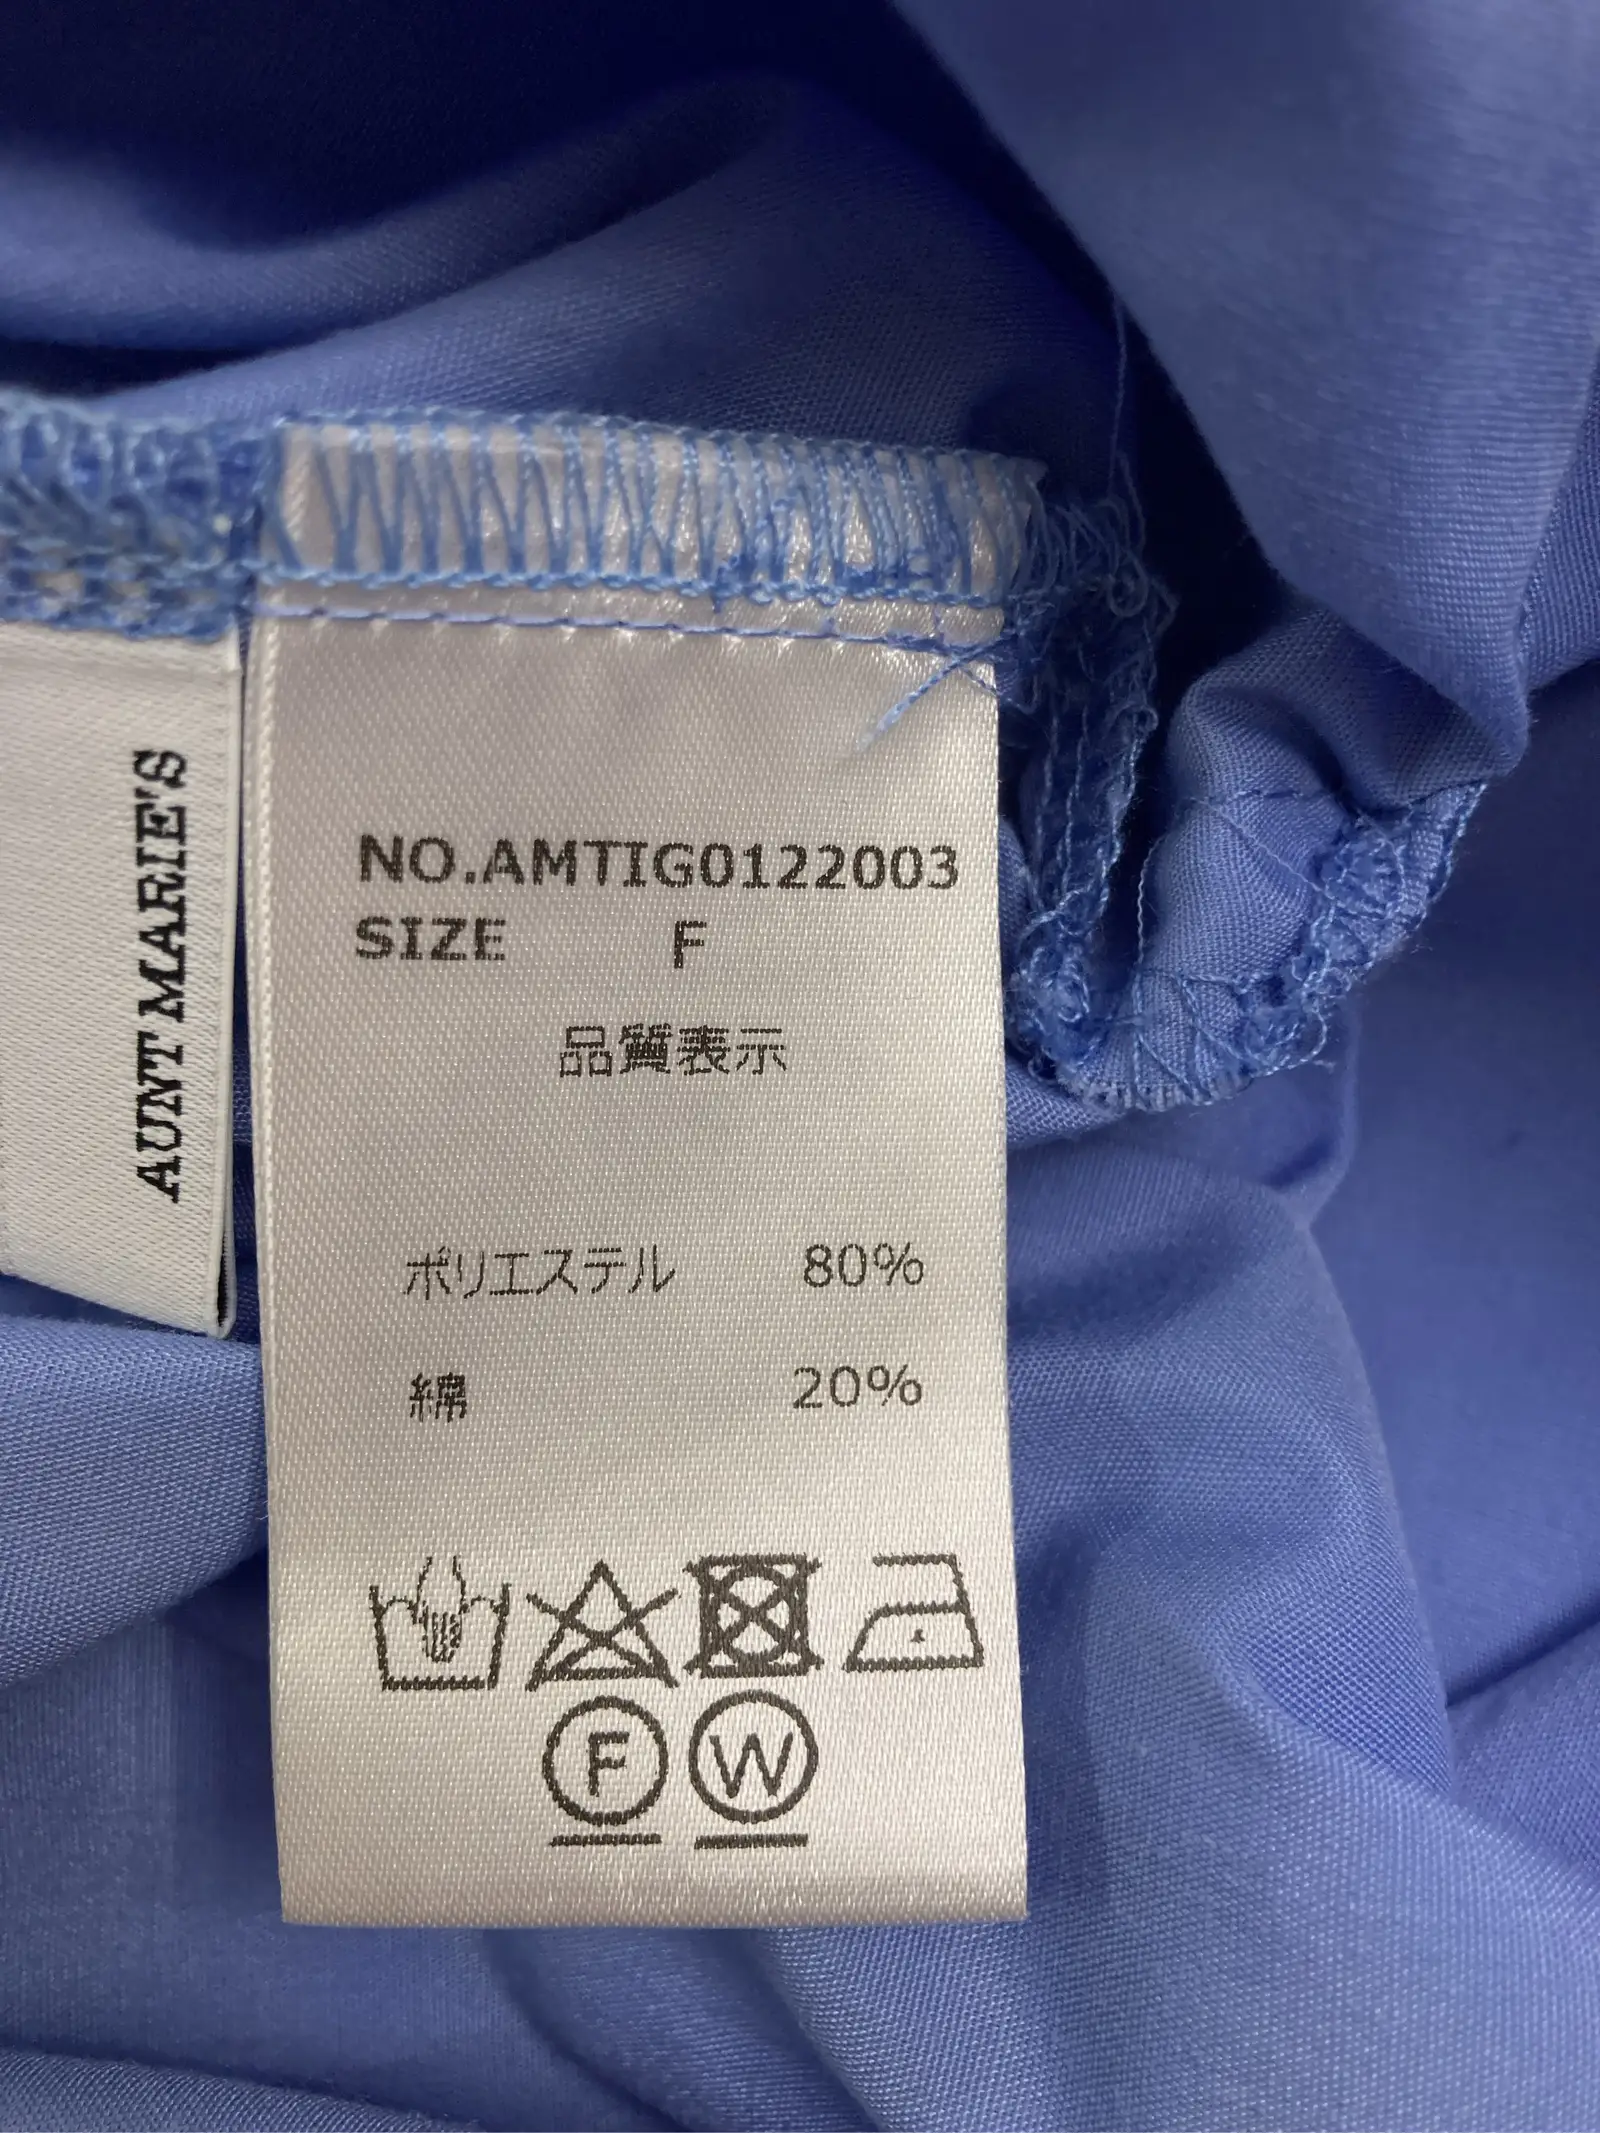 AUNT MARIE'S
NO.AMTIG0122003
SIZE F
品質表示
ポリエステル 80%
綿 20%
F W